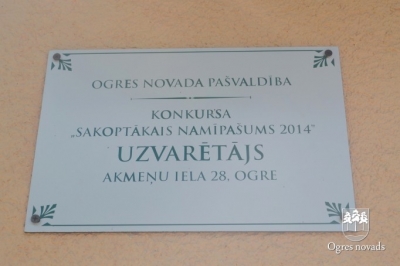 OGRES NOVADA PAŠVALDĪBA
KONKURSA
„SAKOPTĀKAIS NAMĪPAŠUMS 2014"
UZVARĒTĀJS
AKMEŅU IELA 28, OGRE
Ogres novads